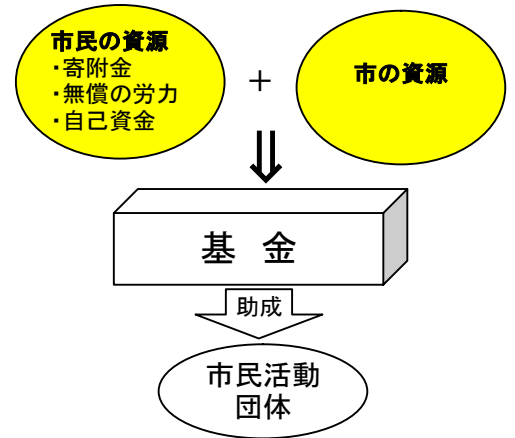 市民の資源
・寄附金
・無償の労力
・自己資金
＋
市の資源
⇓
基 金
助成
市民活動
団体